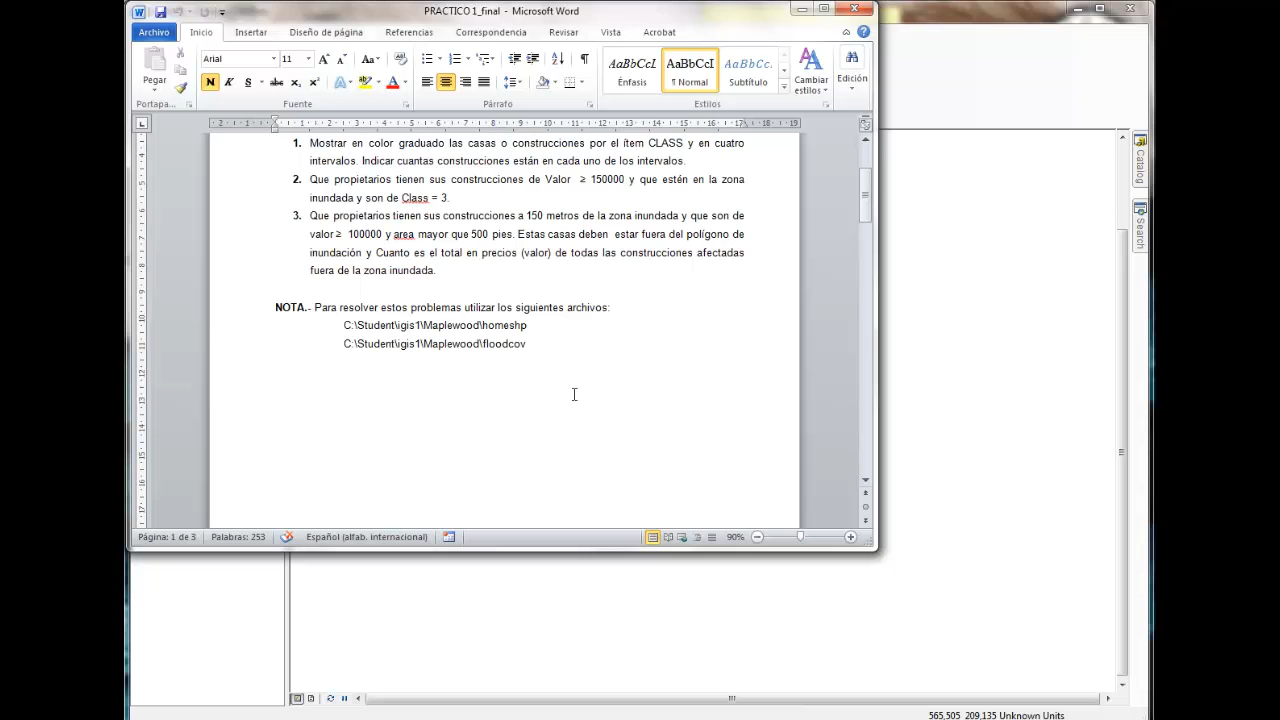 PRACTICO 1_final - Microsoft Word
Archivo Inicio Insertar Diseño de página Referencias Correspondencia Revisar Vista Acrobat
Arial 11
Pegar
AaBbCcI AaBbCcI AaBbCc.
Énfasis ¶ Normal Subtítulo
Cambiar estilos
Edición
Portapa... Fuente Párrafo Estilos
1. Mostrar en color graduado las casas o construcciones por el ítem CLASS y en cuatro
intervalos. Indicar cuantas construcciones están en cada uno de los intervalos.
2. Que propietarios tienen sus construcciones de Valor ≥ 150000 y que estén en la zona
inundada y son de Class = 3.
3. Que propietarios tienen sus construcciones a 150 metros de la zona inundada y que son de
valor ≥ 100000 y area mayor que 500 pies. Estas casas deben estar fuera del polígono de
inundación y Cuanto es el total en precios (valor) de todas las construcciones afectadas
fuera de la zona inundada.
NOTA.- Para resolver estos problemas utilizar los siguientes archivos:
C:\Student\igis1\Maplewood\homeshp
C:\Student\igis1\Maplewood\floodcov
Página: 1 de 3 Palabras: 253 Español (alfab. internacional) 90%
Catalog
Search
565,505 209,135 Unknown Units